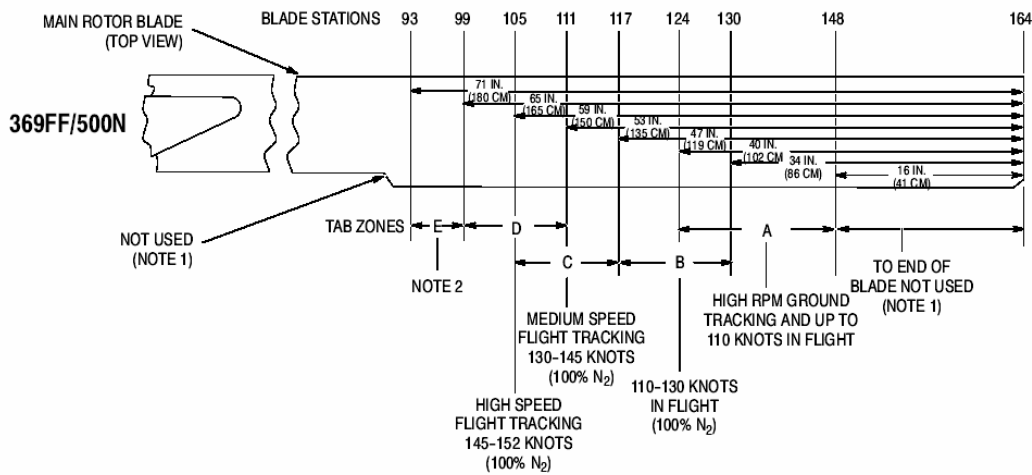 BLADE STATIONS 93 99 105 111 117 124 130 148 164
MAIN ROTOR BLADE
(TOP VIEW)
369FF/500N
71 IN.
(180 CM)
65 IN.
(165 CM)
59 IN.
(150 CM)
53 IN.
(135 CM)
47 IN.
(119 CM)
40 IN.
(102 CM
34 IN.
(86 CM)
16 IN.
(41 CM)
NOT USED
(NOTE 1)
TAB ZONES E D A
C B
NOTE 2
TO END OF
BLADE NOT USED
(NOTE 1)
HIGH RPM GROUND
TRACKING AND UP TO
110 KNOTS IN FLIGHT
MEDIUM SPEED
FLIGHT TRACKING
130-145 KNOTS
(100% N2)
110-130 KNOTS
IN FLIGHT
(100% N2)
HIGH SPEED
FLIGHT TRACKING
145-152 KNOTS
(100% N2)